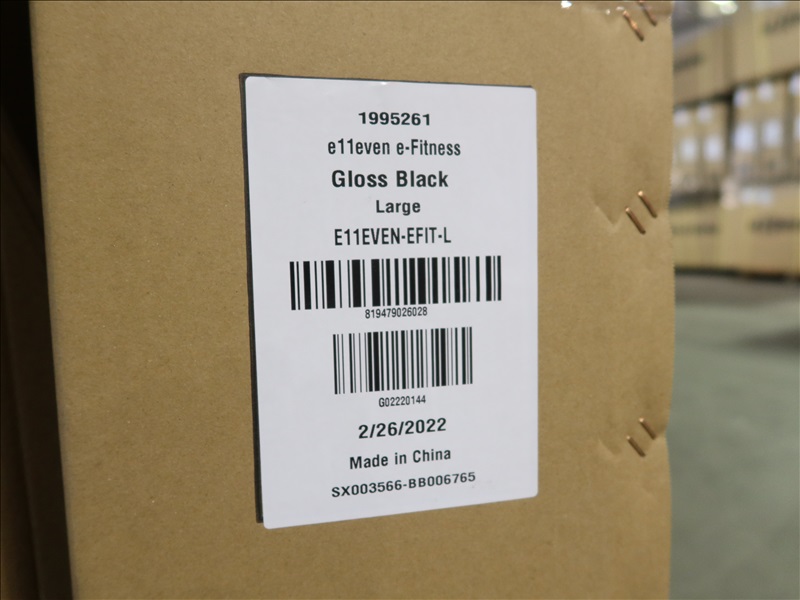 1995261
e11even e-Fitness
Gloss Black
Large
E11EVEN-EFIT-L
819479026028
G02220144
2/26/2022
Made in China
SX003566-BB006765